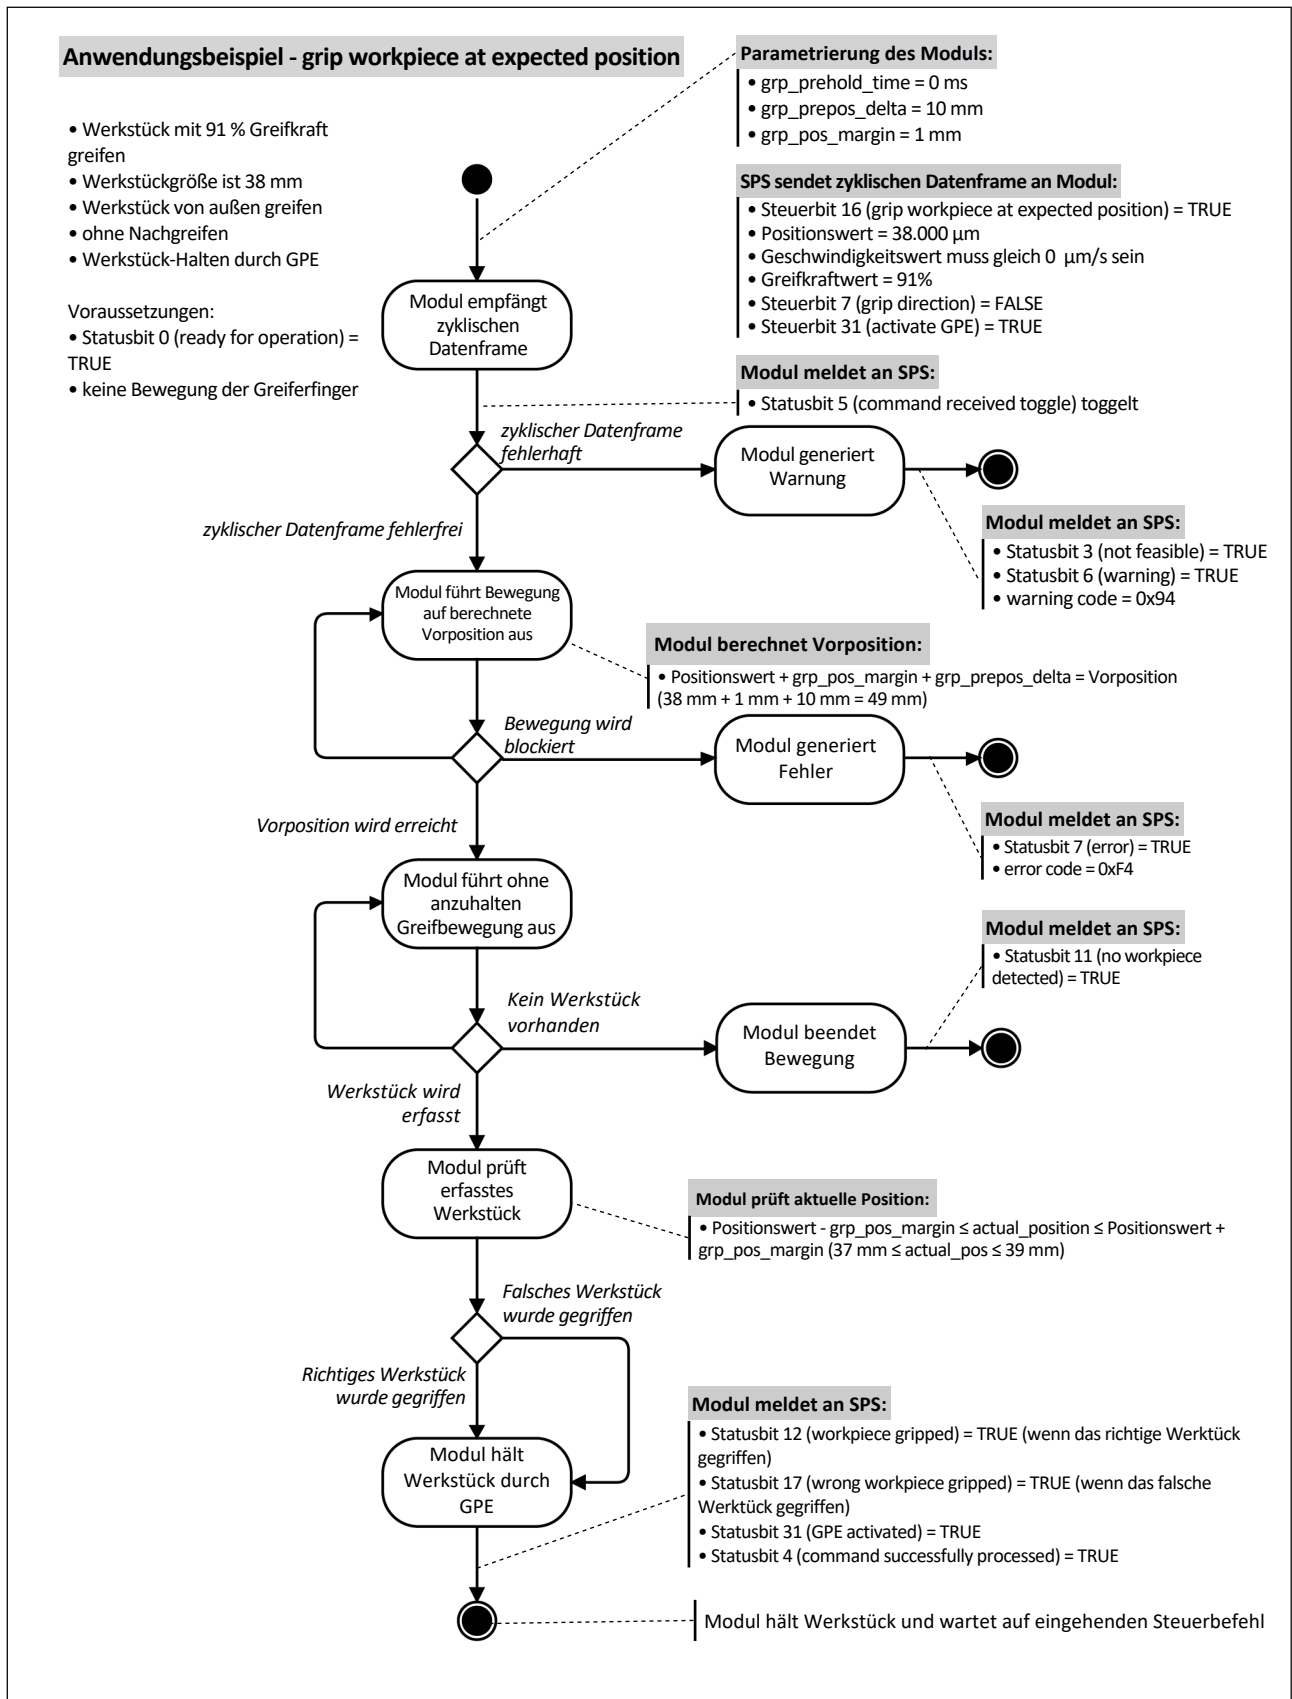 Anwendungsbeispiel - grip workpiece at expected position
• Werkstück mit 91 % Greifkraft
greifen
• Werkstückgröße ist 38 mm
• Werkstück von außen greifen
• ohne Nachgreifen
• Werkstück-Halten durch GPE
Voraussetzungen:
• Statusbit 0 (ready for operation) =
TRUE
• keine Bewegung der Greiferfinger
Parametrierung des Moduls:
• grp_prehold_time = 0 ms
• grp_prepos_delta = 10 mm
• grp_pos_margin = 1 mm
SPS sendet zyklischen Datenframe an Modul:
• Steuerbit 16 (grip workpiece at expected position) = TRUE
• Positionswert = 38.000 µm
• Geschwindigkeitswert muss gleich 0 µm/s sein
• Greifkraftwert = 91%
• Steuerbit 7 (grip direction) = FALSE
• Steuerbit 31 (activate GPE) = TRUE
Modul empfängt
zyklischen
Datenframe
Modul meldet an SPS:
• Statusbit 5 (command received toggle) toggelt
zyklischer Datenframe
fehlerhaft
Modul generiert
Warnung
zyklischer Datenframe fehlerfrei
Modul meldet an SPS:
• Statusbit 3 (not feasible) = TRUE
• Statusbit 6 (warning) = TRUE
• warning code = 0x94
Modul führt Bewegung
auf berechnete
Vorposition aus
Modul berechnet Vorposition:
• Positionswert + grp_pos_margin + grp_prepos_delta = Vorposition
(38 mm + 1 mm + 10 mm = 49 mm)
Bewegung wird
blockiert
Modul generiert
Fehler
Vorposition wird erreicht
Modul meldet an SPS:
• Statusbit 7 (error) = TRUE
• error code = 0xF4
Modul führt ohne
anzuhalten
Greifbewegung aus
Modul meldet an SPS:
• Statusbit 11 (no workpiece
detected) = TRUE
Kein Werkstück
vorhanden
Modul beendet
Bewegung
Werkstück wird
erfasst
Modul prüft
erfasstes
Werkstück
Modul prüft aktuelle Position:
• Positionswert - grp_pos_margin ≤ actual_position ≤ Positionswert +
grp_pos_margin (37 mm ≤ actual_pos ≤ 39 mm)
Falsches Werkstück
wurde gegriffen
Richtiges Werkstück
wurde gegriffen
Modul hält
Werkstück durch
GPE
Modul meldet an SPS:
• Statusbit 12 (workpiece gripped) = TRUE (wenn das richtige Werktück
gegriffen)
• Statusbit 17 (wrong workpiece gripped) = TRUE (wenn das falsche
Werktück gegriffen)
• Statusbit 31 (GPE activated) = TRUE
• Statusbit 4 (command successfully processed) = TRUE
Modul hält Werkstück und wartet auf eingehenden Steuerbefehl